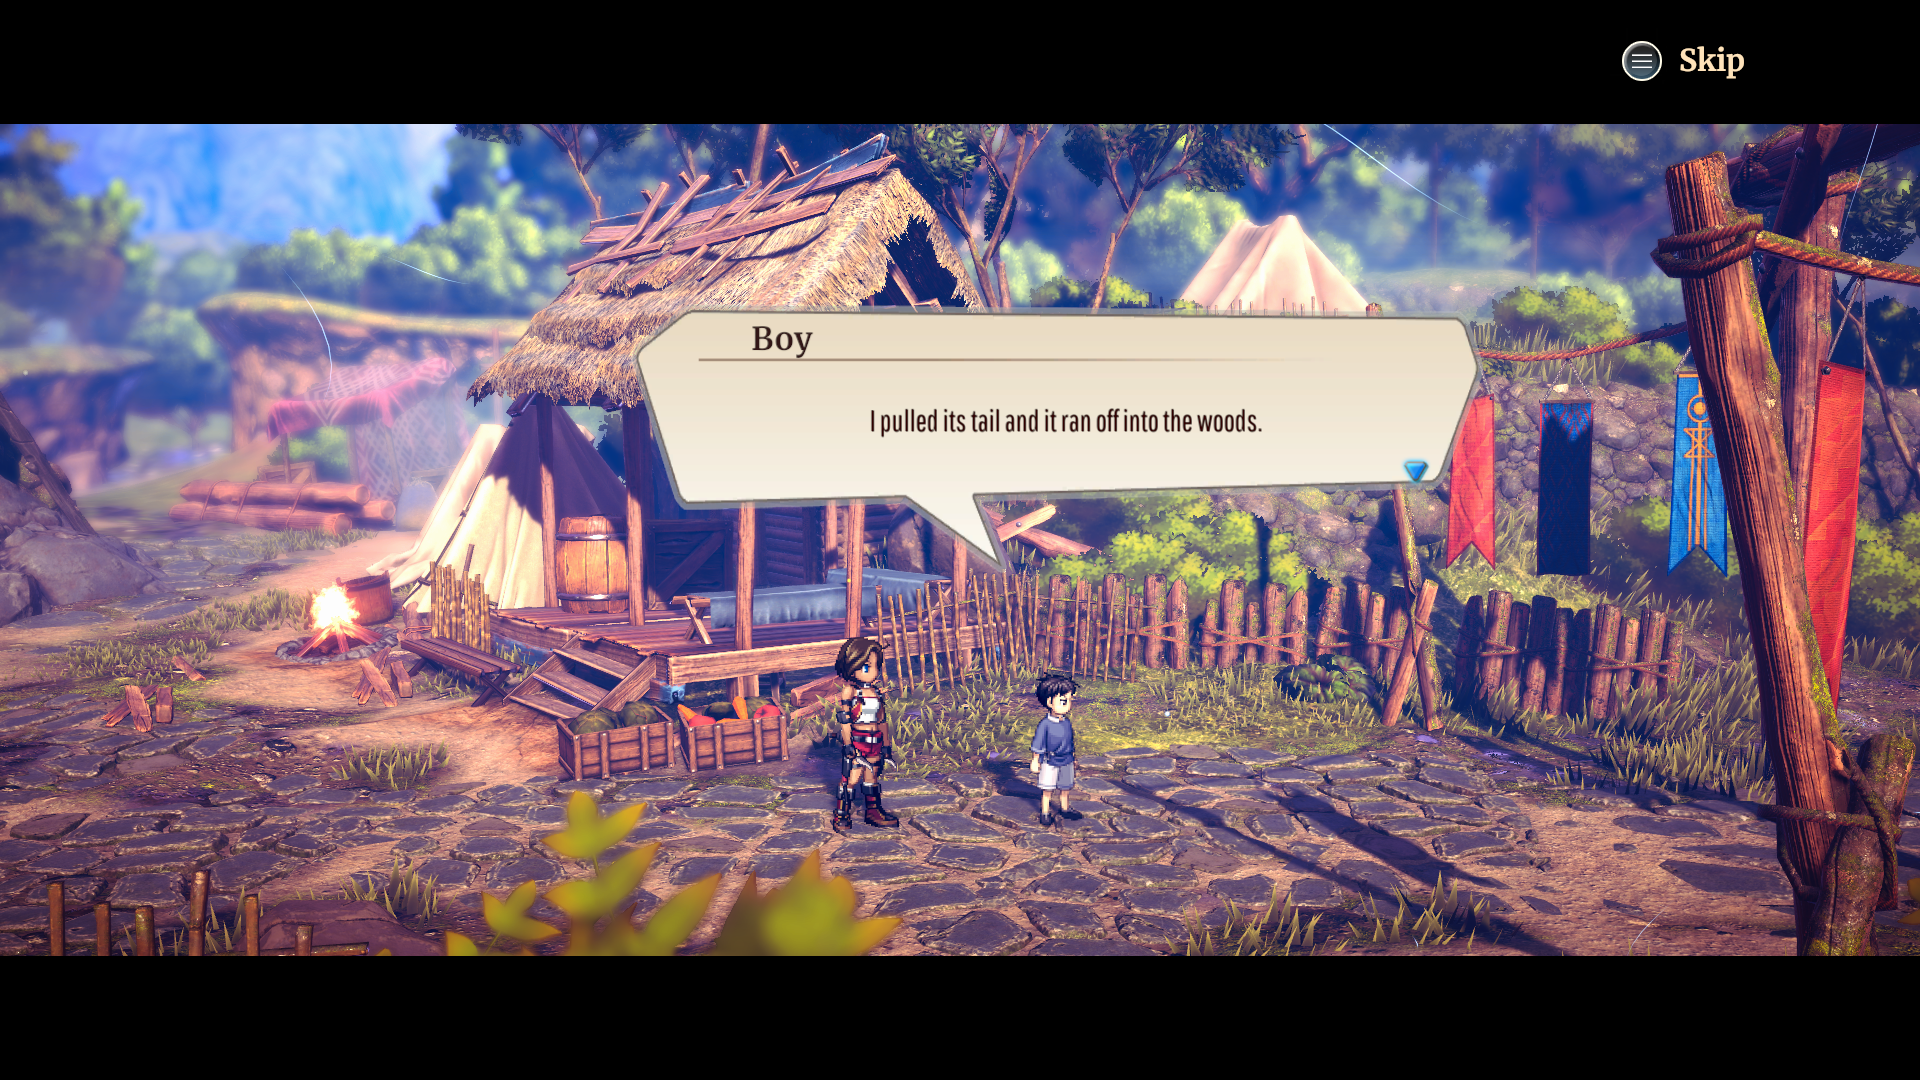 Skip
Boy
I pulled its tail and it ran off into the woods.